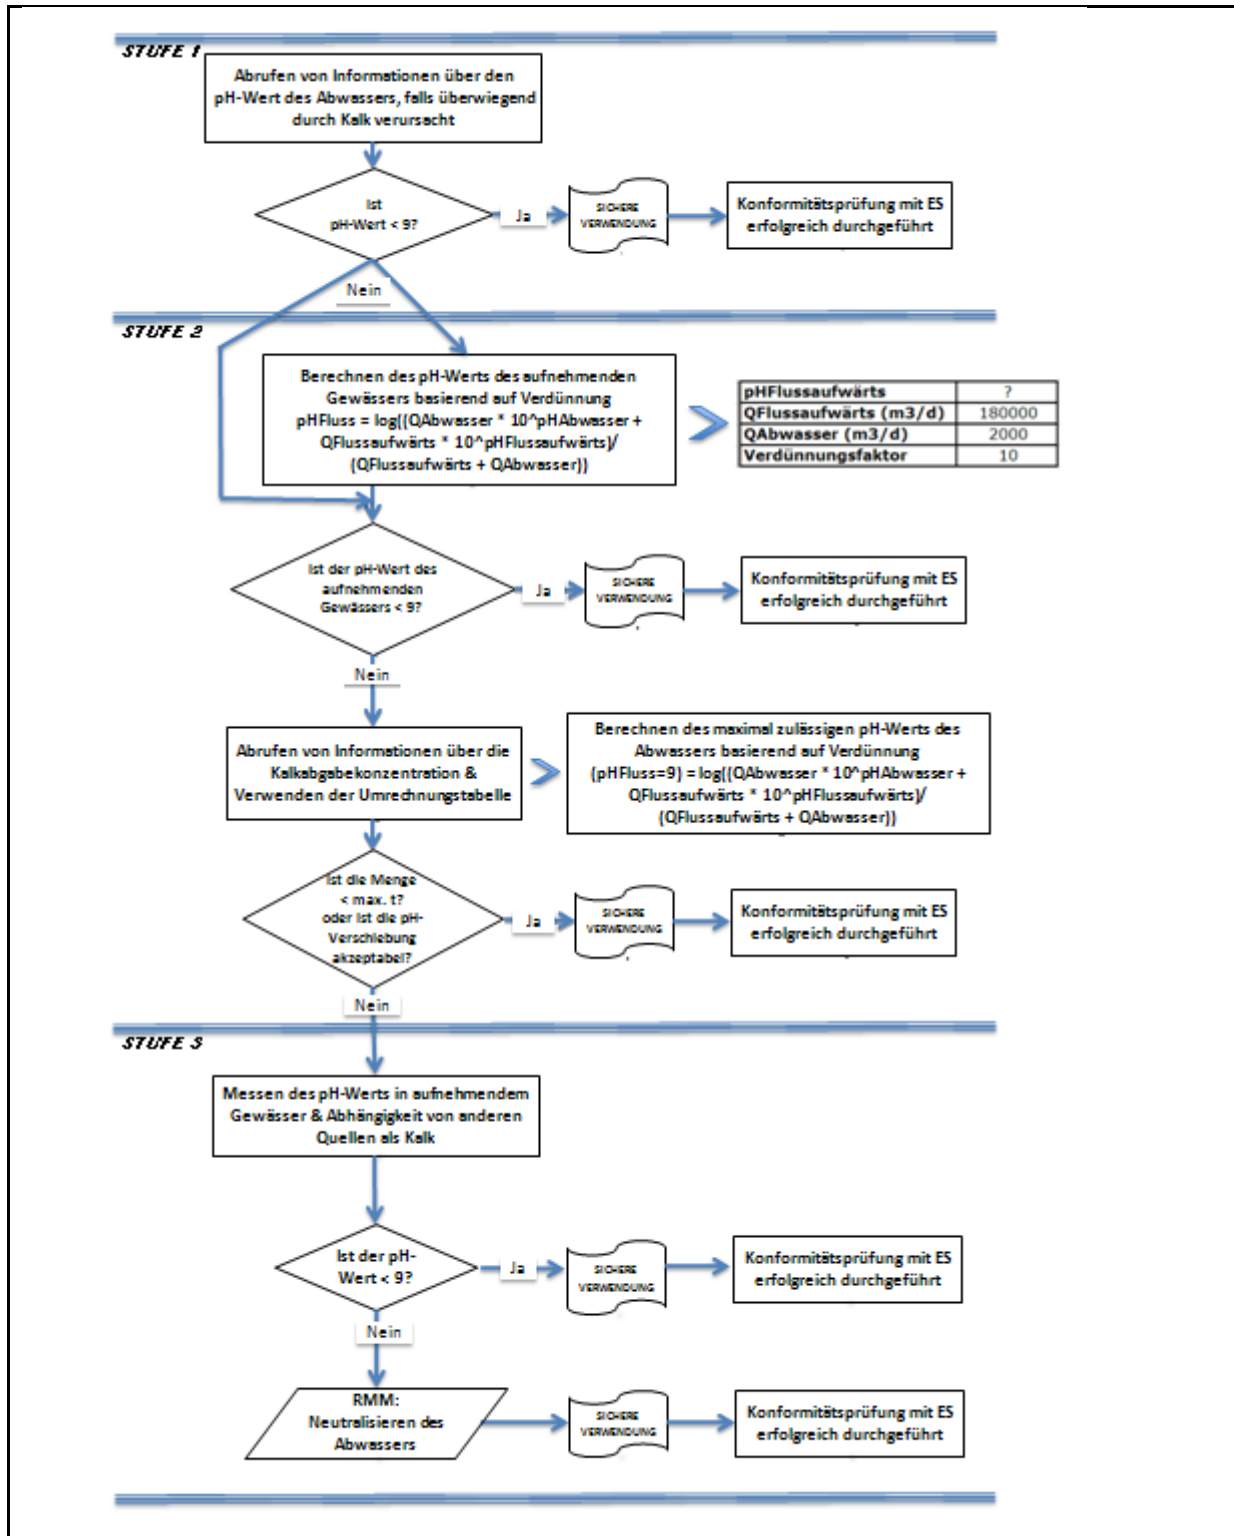 STUFE 1
Abrufen von Informationen über den
pH-Wert des Abwassers, falls überwiegend
durch Kalk verursacht
Ist
pH-Wert < 9?
Ja
SICHERE
VERWENDUNG
Konformitätsprüfung mit ES
erfolgreich durchgeführt
Nein
STUFE 2
Berechnen des pH-Werts des aufnehmenden
Gewässers basierend auf Verdünnung
pHFluss = log((QAbwasser * 10^pHAbwasser +
QFlussaufwärts * 10^pHFlussaufwärts)/
(QFlussaufwärts + QAbwasser))
pHFlussaufwärts ?
QFlussaufwärts (m3/d) 180000
QAbwasser (m3/d) 2000
Verdünnungsfaktor 10
Ist der pH-Wert des
aufnehmenden
Gewässers < 9?
Ja
SICHERE
VERWENDUNG
Konformitätsprüfung mit ES
erfolgreich durchgeführt
Nein
Abrufen von Informationen über die
Kalkabgabekonzentration &
Verwenden der Umrechnungstabelle
Berechnen des maximal zulässigen pH-Werts des
Abwassers basierend auf Verdünnung
(pHFluss=9) = log((QAbwasser * 10^pHAbwasser +
QFlussaufwärts * 10^pHFlussaufwärts)/
(QFlussaufwärts + QAbwasser))
Ist die Menge
< max. t?
oder ist die pH-
Verschiebung
akzeptabel?
Ja
SICHERE
VERWENDUNG
Konformitätsprüfung mit ES
erfolgreich durchgeführt
Nein
STUFE 3
Messen des pH-Werts in aufnehmendem
Gewässer & Abhängigkeit von anderen
Quellen als Kalk
Ist der pH-
Wert < 9?
Ja
SICHERE
VERWENDUNG
Konformitätsprüfung mit ES
erfolgreich durchgeführt
Nein
RMM:
Neutralisieren des
Abwassers
SICHERE
VERWENDUNG
Konformitätsprüfung mit ES
erfolgreich durchgeführt